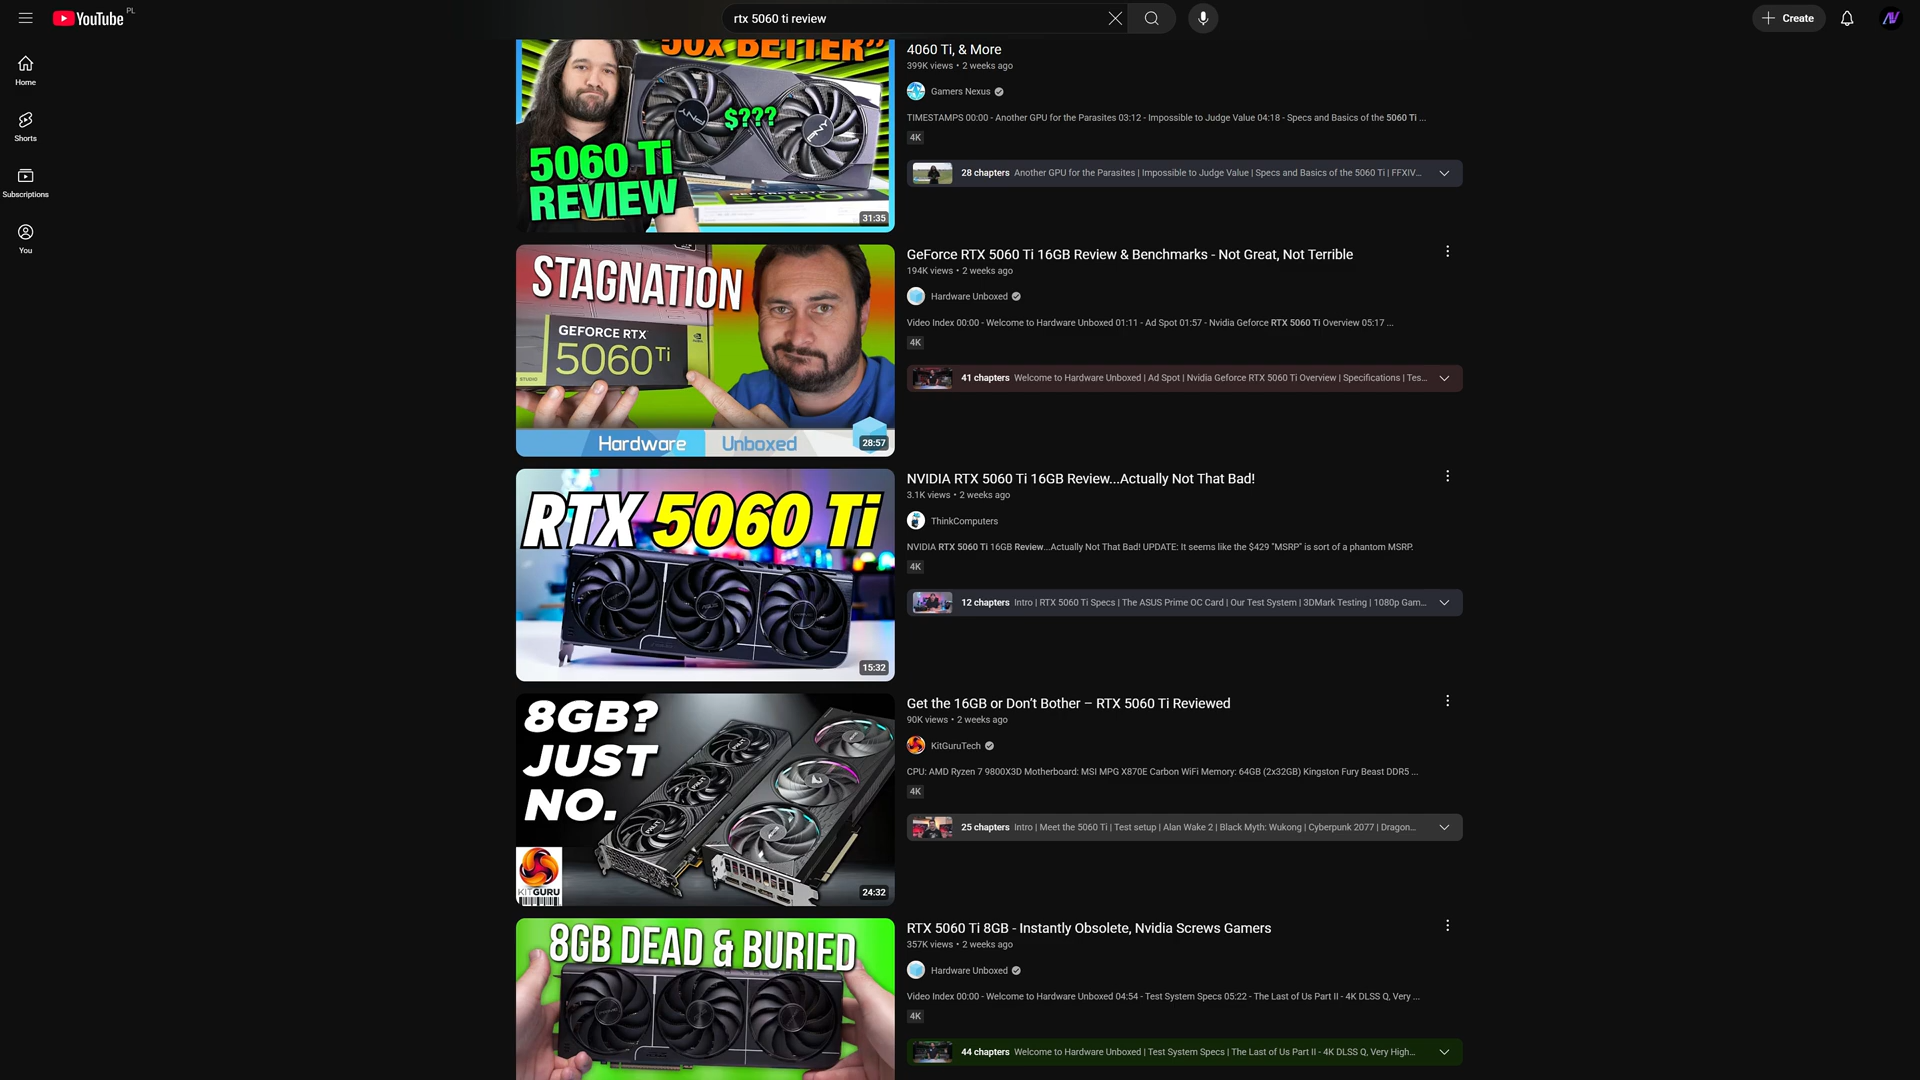 YouTube PL
rtx 5060 ti review
Create
Home
Shorts
Subscriptions
You
"50X BETTER"
$???
PNY
5060 Ti
REVIEW
31:35
4060 Ti, & More
399K views • 2 weeks ago
Gamers Nexus
TIMESTAMPS 00:00 - Another GPU for the Parasites 03:12 - Impossible to Judge Value 04:18 - Specs and Basics of the 5060 Ti ...
4K
28 chapters Another GPU for the Parasites | Impossible to Judge Value | Specs and Basics of the 5060 Ti | FFXIV...
STAGNATION
GEFORCE RTX
5060 Ti
STUDIO
Hardware Unboxed
28:57
GeForce RTX 5060 Ti 16GB Review & Benchmarks - Not Great, Not Terrible
194K views • 2 weeks ago
Hardware Unboxed
Video Index 00:00 - Welcome to Hardware Unboxed 01:11 - Ad Spot 01:57 - Nvidia Geforce RTX 5060 Ti Overview 05:17 ...
4K
41 chapters Welcome to Hardware Unboxed | Ad Spot | Nvidia Geforce RTX 5060 Ti Overview | Specifications | Tes...
RTX 5060 Ti
15:32
NVIDIA RTX 5060 Ti 16GB Review...Actually Not That Bad!
3.1K views • 2 weeks ago
ThinkComputers
NVIDIA RTX 5060 Ti 16GB Review...Actually Not That Bad! UPDATE: It seems like the $429 "MSRP" is sort of a phantom MSRP.
4K
12 chapters Intro | RTX 5060 Ti Specs | The ASUS Prime OC Card | Our Test System | 3DMark Testing | 1080p Gam...
8GB?
JUST
NO.
KITGURU
24:32
Get the 16GB or Don’t Bother – RTX 5060 Ti Reviewed
90K views • 2 weeks ago
KitGuruTech
CPU: AMD Ryzen 7 9800X3D Motherboard: MSI MPG X870E Carbon WiFi Memory: 64GB (2x32GB) Kingston Fury Beast DDR5 ...
4K
25 chapters Intro | Meet the 5060 Ti | Test setup | Alan Wake 2 | Black Myth: Wukong | Cyberpunk 2077 | Dragon...
8GB DEAD & BURIED
RTX 5060 Ti 8GB - Instantly Obsolete, Nvidia Screws Gamers
357K views • 2 weeks ago
Hardware Unboxed
Video Index 00:00 - Welcome to Hardware Unboxed 04:54 - Test System Specs 05:22 - The Last of Us Part II - 4K DLSS Q, Very ...
4K
44 chapters Welcome to Hardware Unboxed | Test System Specs | The Last of Us Part II - 4K DLSS Q, Very High...